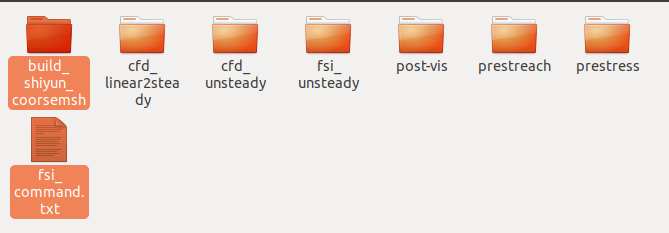 build_
shiyun_
coorsemsh
cfd_
linear2stea
dy
cfd_
unsteady
fsi_
unsteady
post-vis
prestreach
prestress
fsi_
command.
txt